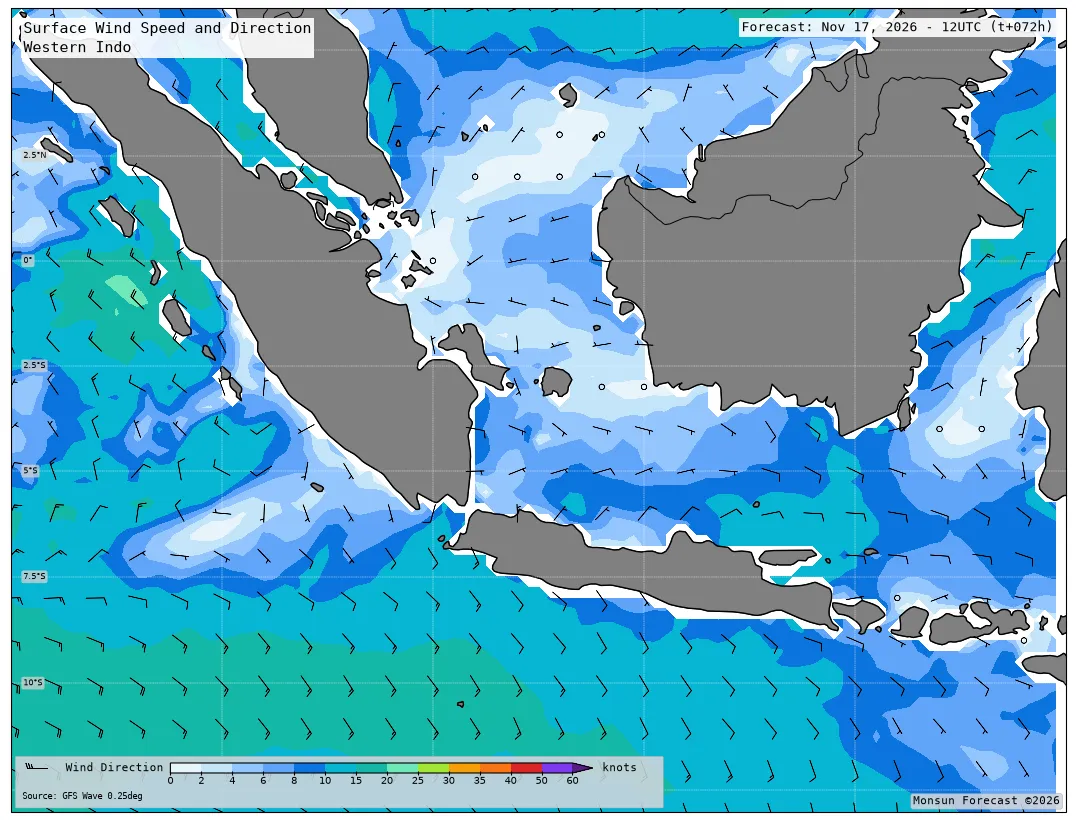 Surface Wind Speed and Direction
Western Indo
Forecast: Nov 17, 2026 - 12UTC (t+072h)
2.5°N
0°
2.5°S
5°S
7.5°S
10°S
Wind Direction
0 2 4 6 8 10 15 20 25 30 35 40 50 60
knots
Source: GFS Wave 0.25deg
Monsun Forecast ©2026